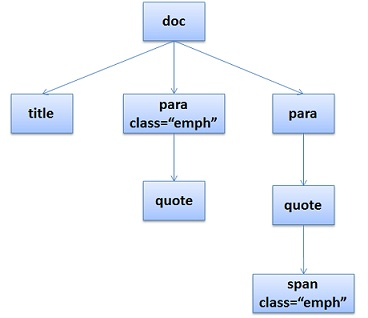 doc
title
para
class=“emph”
para
quote
quote
span
class=“emph”